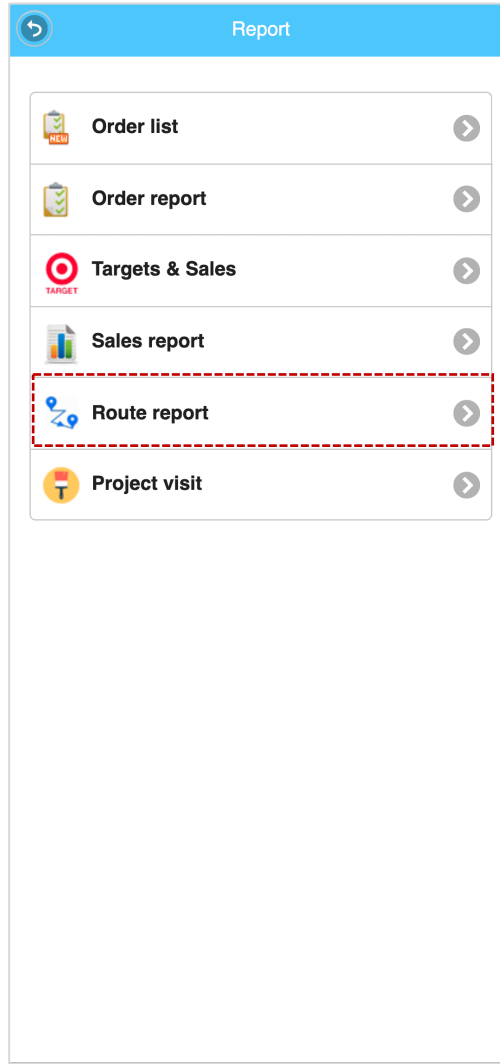 Report
Order list
NEW
Order report
Targets & Sales
TARGET
Sales report
Route report
Project visit